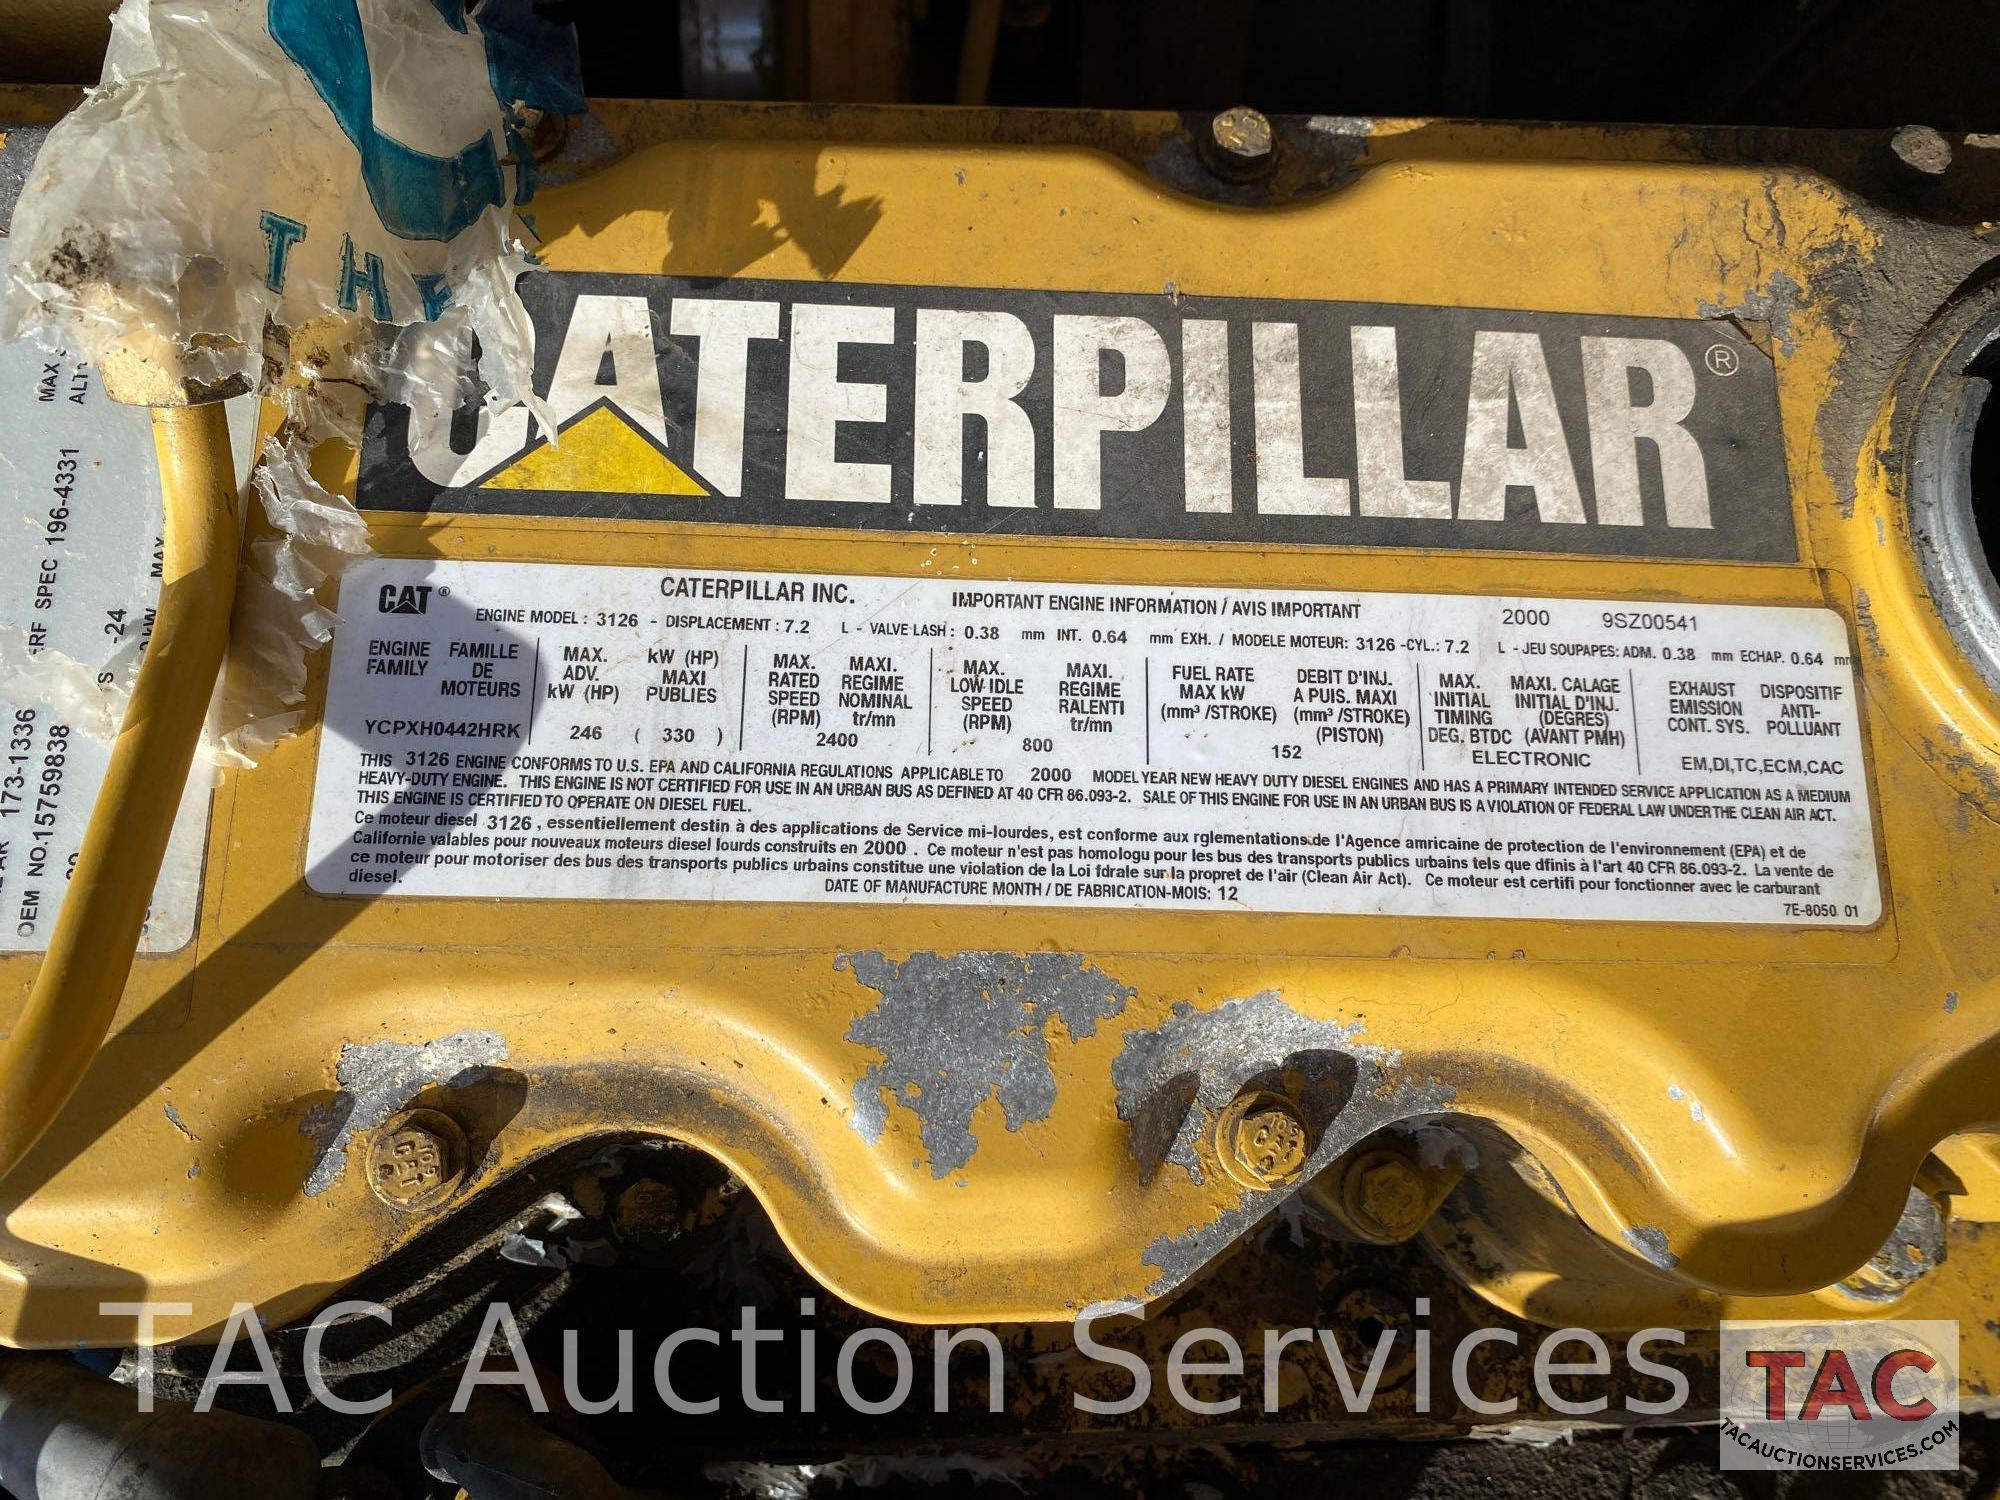 THE
CATERPILLAR®
MAX
ERF SPEC 196-4331
-24
173-1336
OEM NO.15759838
CAT®
CATERPILLAR INC.
IMPORTANT ENGINE INFORMATION / AVIS IMPORTANT
2000 9SZ00541
ENGINE MODEL: 3126 - DISPLACEMENT: 7.2 L - VALVE LASH: 0.38 mm INT. 0.64 mm EXH. / MODELE MOTEUR: 3126 -CYL.: 7.2 L - JEU SOUPAPES: ADM. 0.38 mm ECHAP. 0.64 mm
ENGINE FAMILY
FAMILLE DE MOTEURS
YCPXH0442HRK
MAX. ADV. kW (HP)
kW (HP) MAXI PUBLIES
246 ( 330 )
MAX. RATED SPEED (RPM)
MAXI. REGIME NOMINAL tr/mn
2400
MAX. LOW IDLE SPEED (RPM)
MAXI. REGIME RALENTI tr/mn
800
FUEL RATE MAX kW (mm³ /STROKE)
DEBIT D'INJ. A PUIS. MAXI (mm³ /STROKE) (PISTON)
152
MAX. INITIAL TIMING DEG. BTDC
MAXI. CALAGE INITIAL D'INJ. (DEGRES) (AVANT PMH)
ELECTRONIC
EXHAUST EMISSION CONT. SYS.
DISPOSITIF ANTI- POLLUANT
EM,DI,TC,ECM,CAC
THIS 3126 ENGINE CONFORMS TO U.S. EPA AND CALIFORNIA REGULATIONS APPLICABLE TO 2000 MODEL YEAR NEW HEAVY DUTY DIESEL ENGINES AND HAS A PRIMARY INTENDED SERVICE APPLICATION AS A MEDIUM
HEAVY-DUTY ENGINE. THIS ENGINE IS NOT CERTIFIED FOR USE IN AN URBAN BUS AS DEFINED AT 40 CFR 86.093-2. SALE OF THIS ENGINE FOR USE IN AN URBAN BUS IS A VIOLATION OF FEDERAL LAW UNDER THE CLEAN AIR ACT.
THIS ENGINE IS CERTIFIED TO OPERATE ON DIESEL FUEL.
Ce moteur diesel 3126 , essentiellement destin à des applications de Service mi-lourdes, est conforme aux rglementations de l'Agence amricaine de protection de l'environnement (EPA) et de
Californie valables pour nouveaux moteurs diesel lourds construits en 2000 . Ce moteur n'est pas homologu pour les bus des transports publics urbains tels que dfinis à l'art 40 CFR 86.093-2. La vente de
ce moteur pour motoriser des bus des transports publics urbains constitue une violation de la Loi fdrale sur la propret de l'air (Clean Air Act). Ce moteur est certifi pour fonctionner avec le carburant
diesel.
DATE OF MANUFACTURE MONTH / DE FABRICATION-MOIS: 12
7E-8050 01
TAC Auction Services
TAC
TACAUCTIONSERVICES.COM